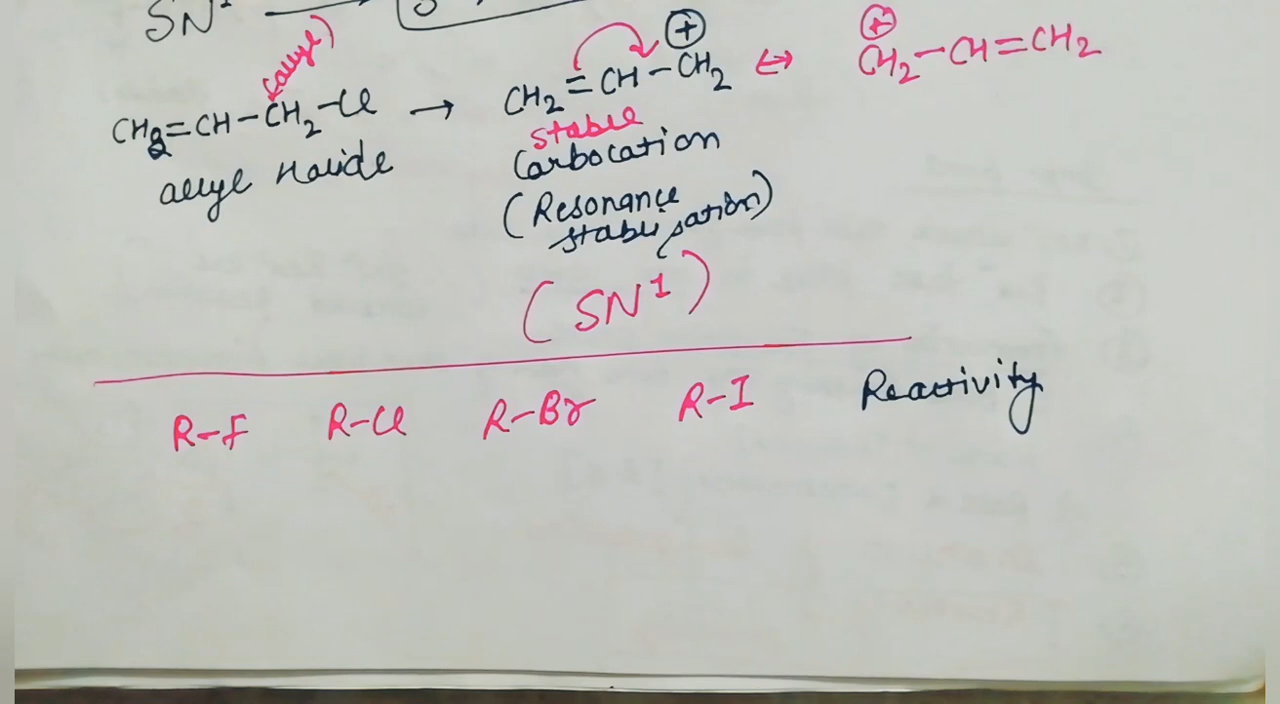 SN
(allyl)
CH2=CH-CH2-Cl → CH2=CH-CH2 ⊕ ↔ ⊕ CH2-CH=CH2
allyl Halide
stable
Carbocation
(Resonance
stabilisation)
(SN1)
R-F R-Cl R-Br R-I Reactivity